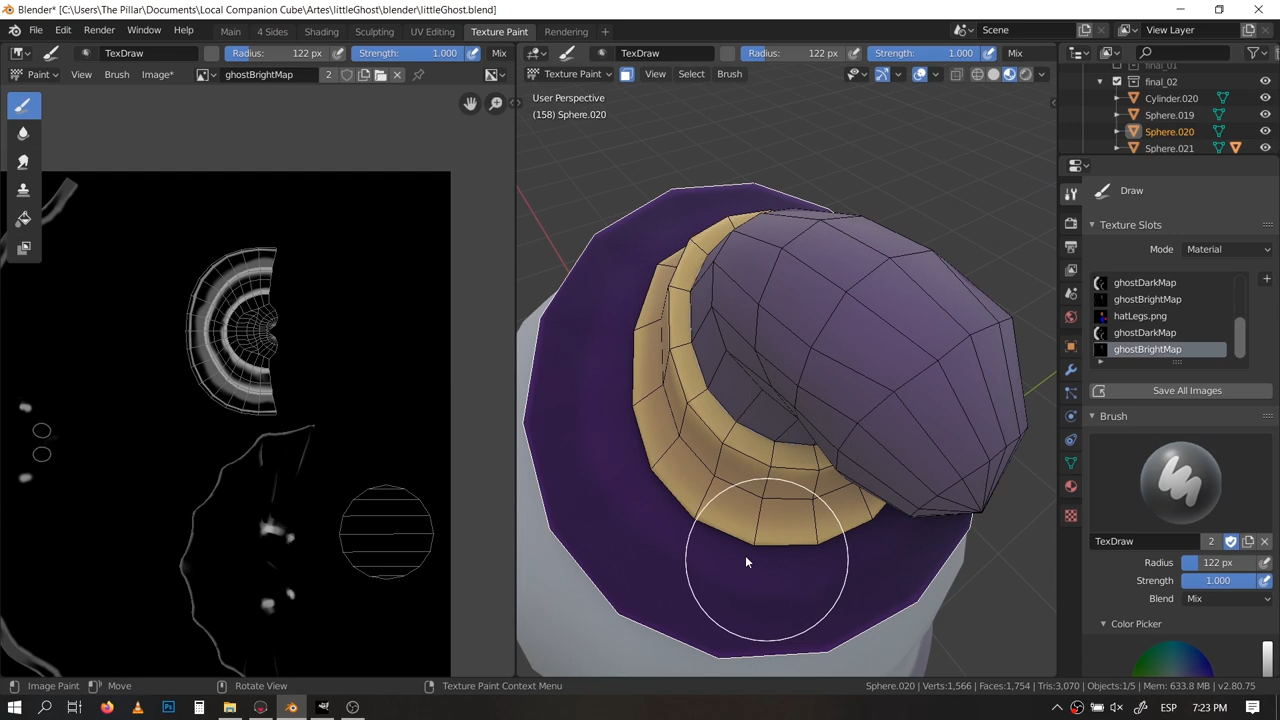 Blender* [C:\Users\The Pillar\Documents\Local Companion Cube\Artes\littleGhost\blender\littleGhost.blend]
File Edit Render Window Help Main 4 Sides Shading Sculpting UV Editing Texture Paint Rendering + Scene View Layer
TexDraw Radius: 122 px Strength: 1.000 Mix TexDraw Radius: 122 px Strength: 1.000 Mix
Paint View Brush Image* ghostBrightMap 2 Texture Paint View Select Brush
User Perspective
(158) Sphere.020
final_01
final_02
Cylinder.020
Sphere.019
Sphere.020
Sphere.021
Draw
Texture Slots
Mode Material
ghostDarkMap
ghostBrightMap
hatLegs.png
ghostDarkMap
ghostBrightMap
Save All Images
Brush
TexDraw 2
Radius 122 px
Strength 1.000
Blend Mix
Color Picker
Image Paint Move Rotate View Texture Paint Context Menu Scene Collection | Sphere.020 | Verts:1,566 | Faces:1,754 | Tris:3,070 | Objects:1/5 | Mem: 633.8 MB | v2.80.75
ESP 7:23 PM